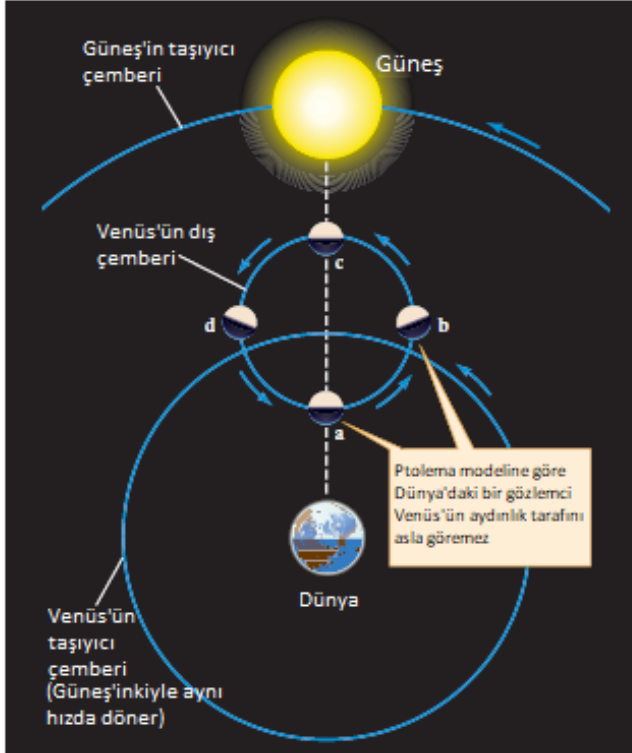 Güneş'in taşıyıcı
çemberi
Güneş
Venüs'ün dış
çemberi
c
d
b
a
Ptolema modeline göre
Dünya'daki bir gözlemci
Venüs'ün aydınlık tarafını
asla göremez
Dünya
Venüs'ün
taşıyıcı
çemberi
(Güneş'inkiyle aynı
hızda döner)